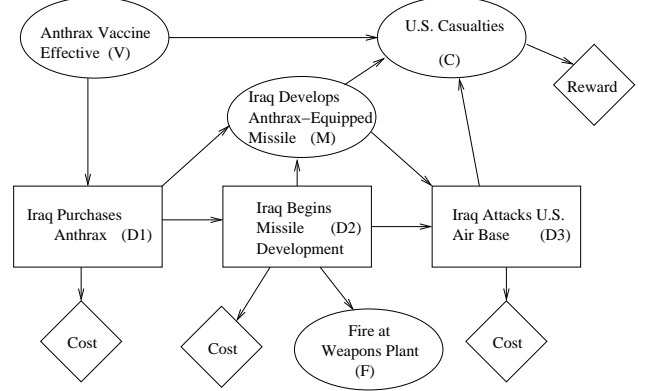 Anthrax Vaccine
Effective (V)
U.S. Casualties
(C)
Reward
Iraq Develops
Anthrax–Equipped
Missile (M)
Iraq Purchases
Anthrax (D1)
Iraq Begins
Missile (D2)
Development
Iraq Attacks U.S.
Air Base (D3)
Cost
Cost
Fire at
Weapons Plant
(F)
Cost